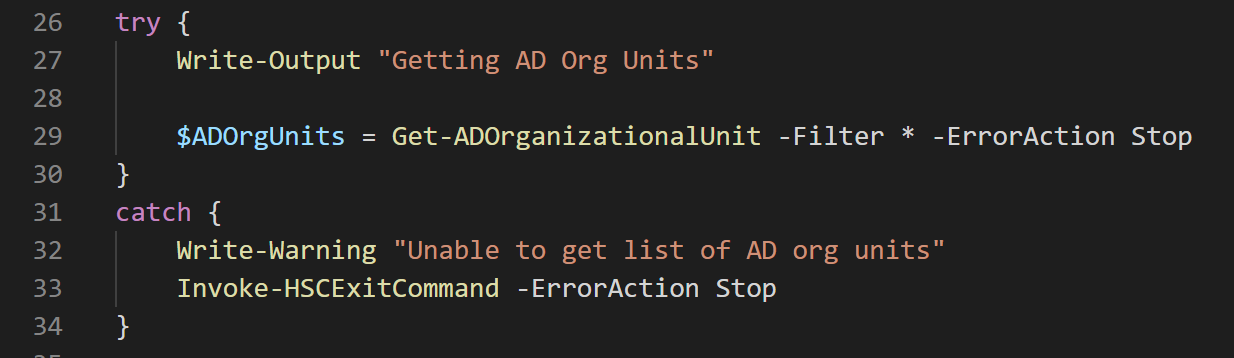 26 try {
27     Write-Output "Getting AD Org Units"
28
29     $ADOrgUnits = Get-ADOrganizationalUnit -Filter * -ErrorAction Stop
30 }
31 catch {
32     Write-Warning "Unable to get list of AD org units"
33     Invoke-HSCExitCommand -ErrorAction Stop
34 }